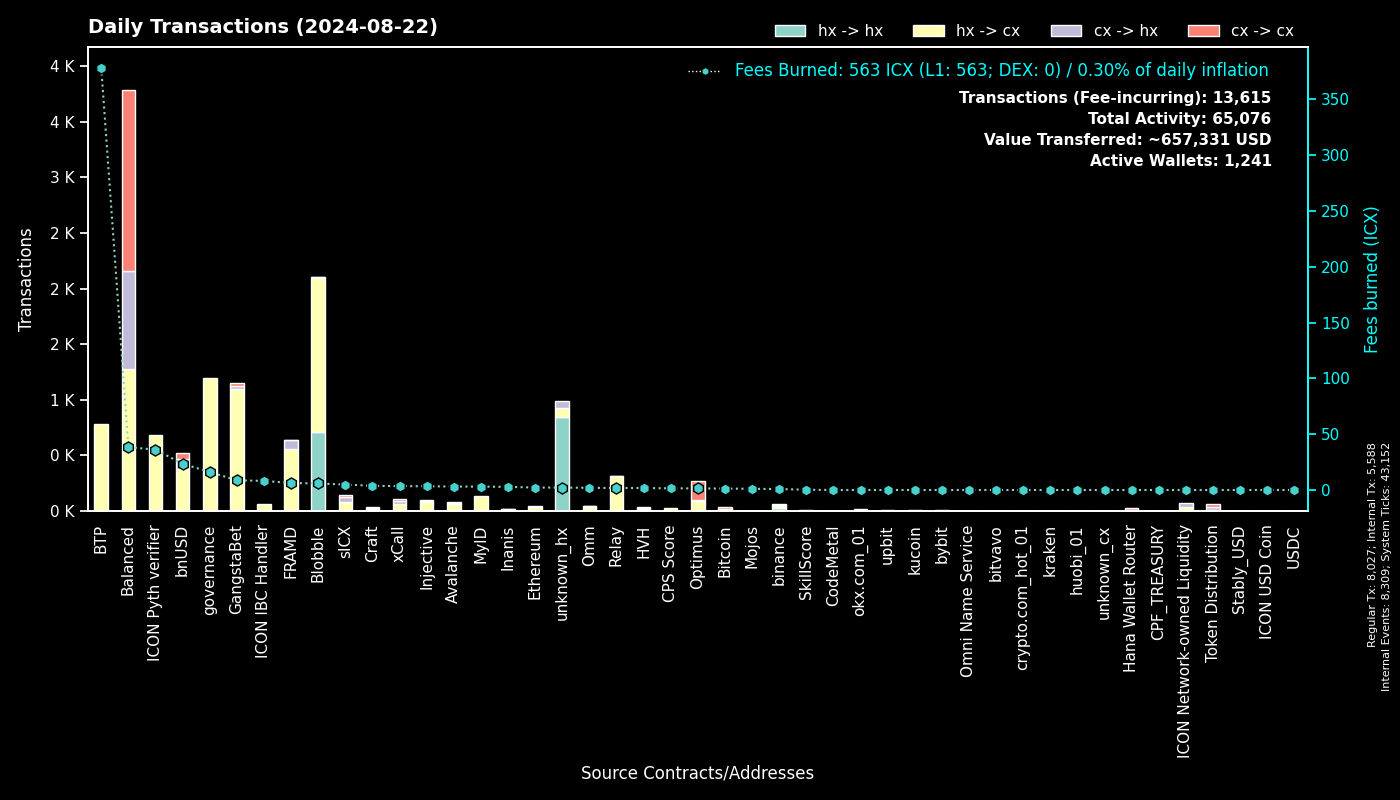 Daily Transactions (2024-08-22)
hx -> hx
hx -> cx
cx -> hx
cx -> cx
Fees Burned: 563 ICX (L1: 563; DEX: 0) / 0.30% of daily inflation
Transactions (Fee-incurring): 13,615
Total Activity: 65,076
Value Transferred: ~657,331 USD
Active Wallets: 1,241
Transactions
4 K
4 K
3 K
2 K
2 K
2 K
1 K
0 K
0 K
350
300
250
200
150
100
50
0
Fees burned (ICX)
BTP
Balanced
ICON Pyth verifier
bnUSD
governance
GangstaBet
ICON IBC Handler
FRAMD
Blobble
sICX
Craft
xCall
Injective
Avalanche
MyID
Inanis
Ethereum
unknown_hx
Omm
Relay
HVH
CPS Score
Optimus
Bitcoin
Mojos
binance
SkillScore
CodeMetal
okx.com_01
upbit
kucoin
bybit
Omni Name Service
bitvavo
crypto.com_hot_01
kraken
huobi_01
unknown_cx
Hana Wallet Router
CPF_TREASURY
ICON Network-owned Liquidity
Token Distribution
Stably_USD
ICON USD Coin
USDC
Source Contracts/Addresses
Regular Tx: 8,027; Internal Tx: 5,588
Internal Events: 8,309; System Ticks: 43,152